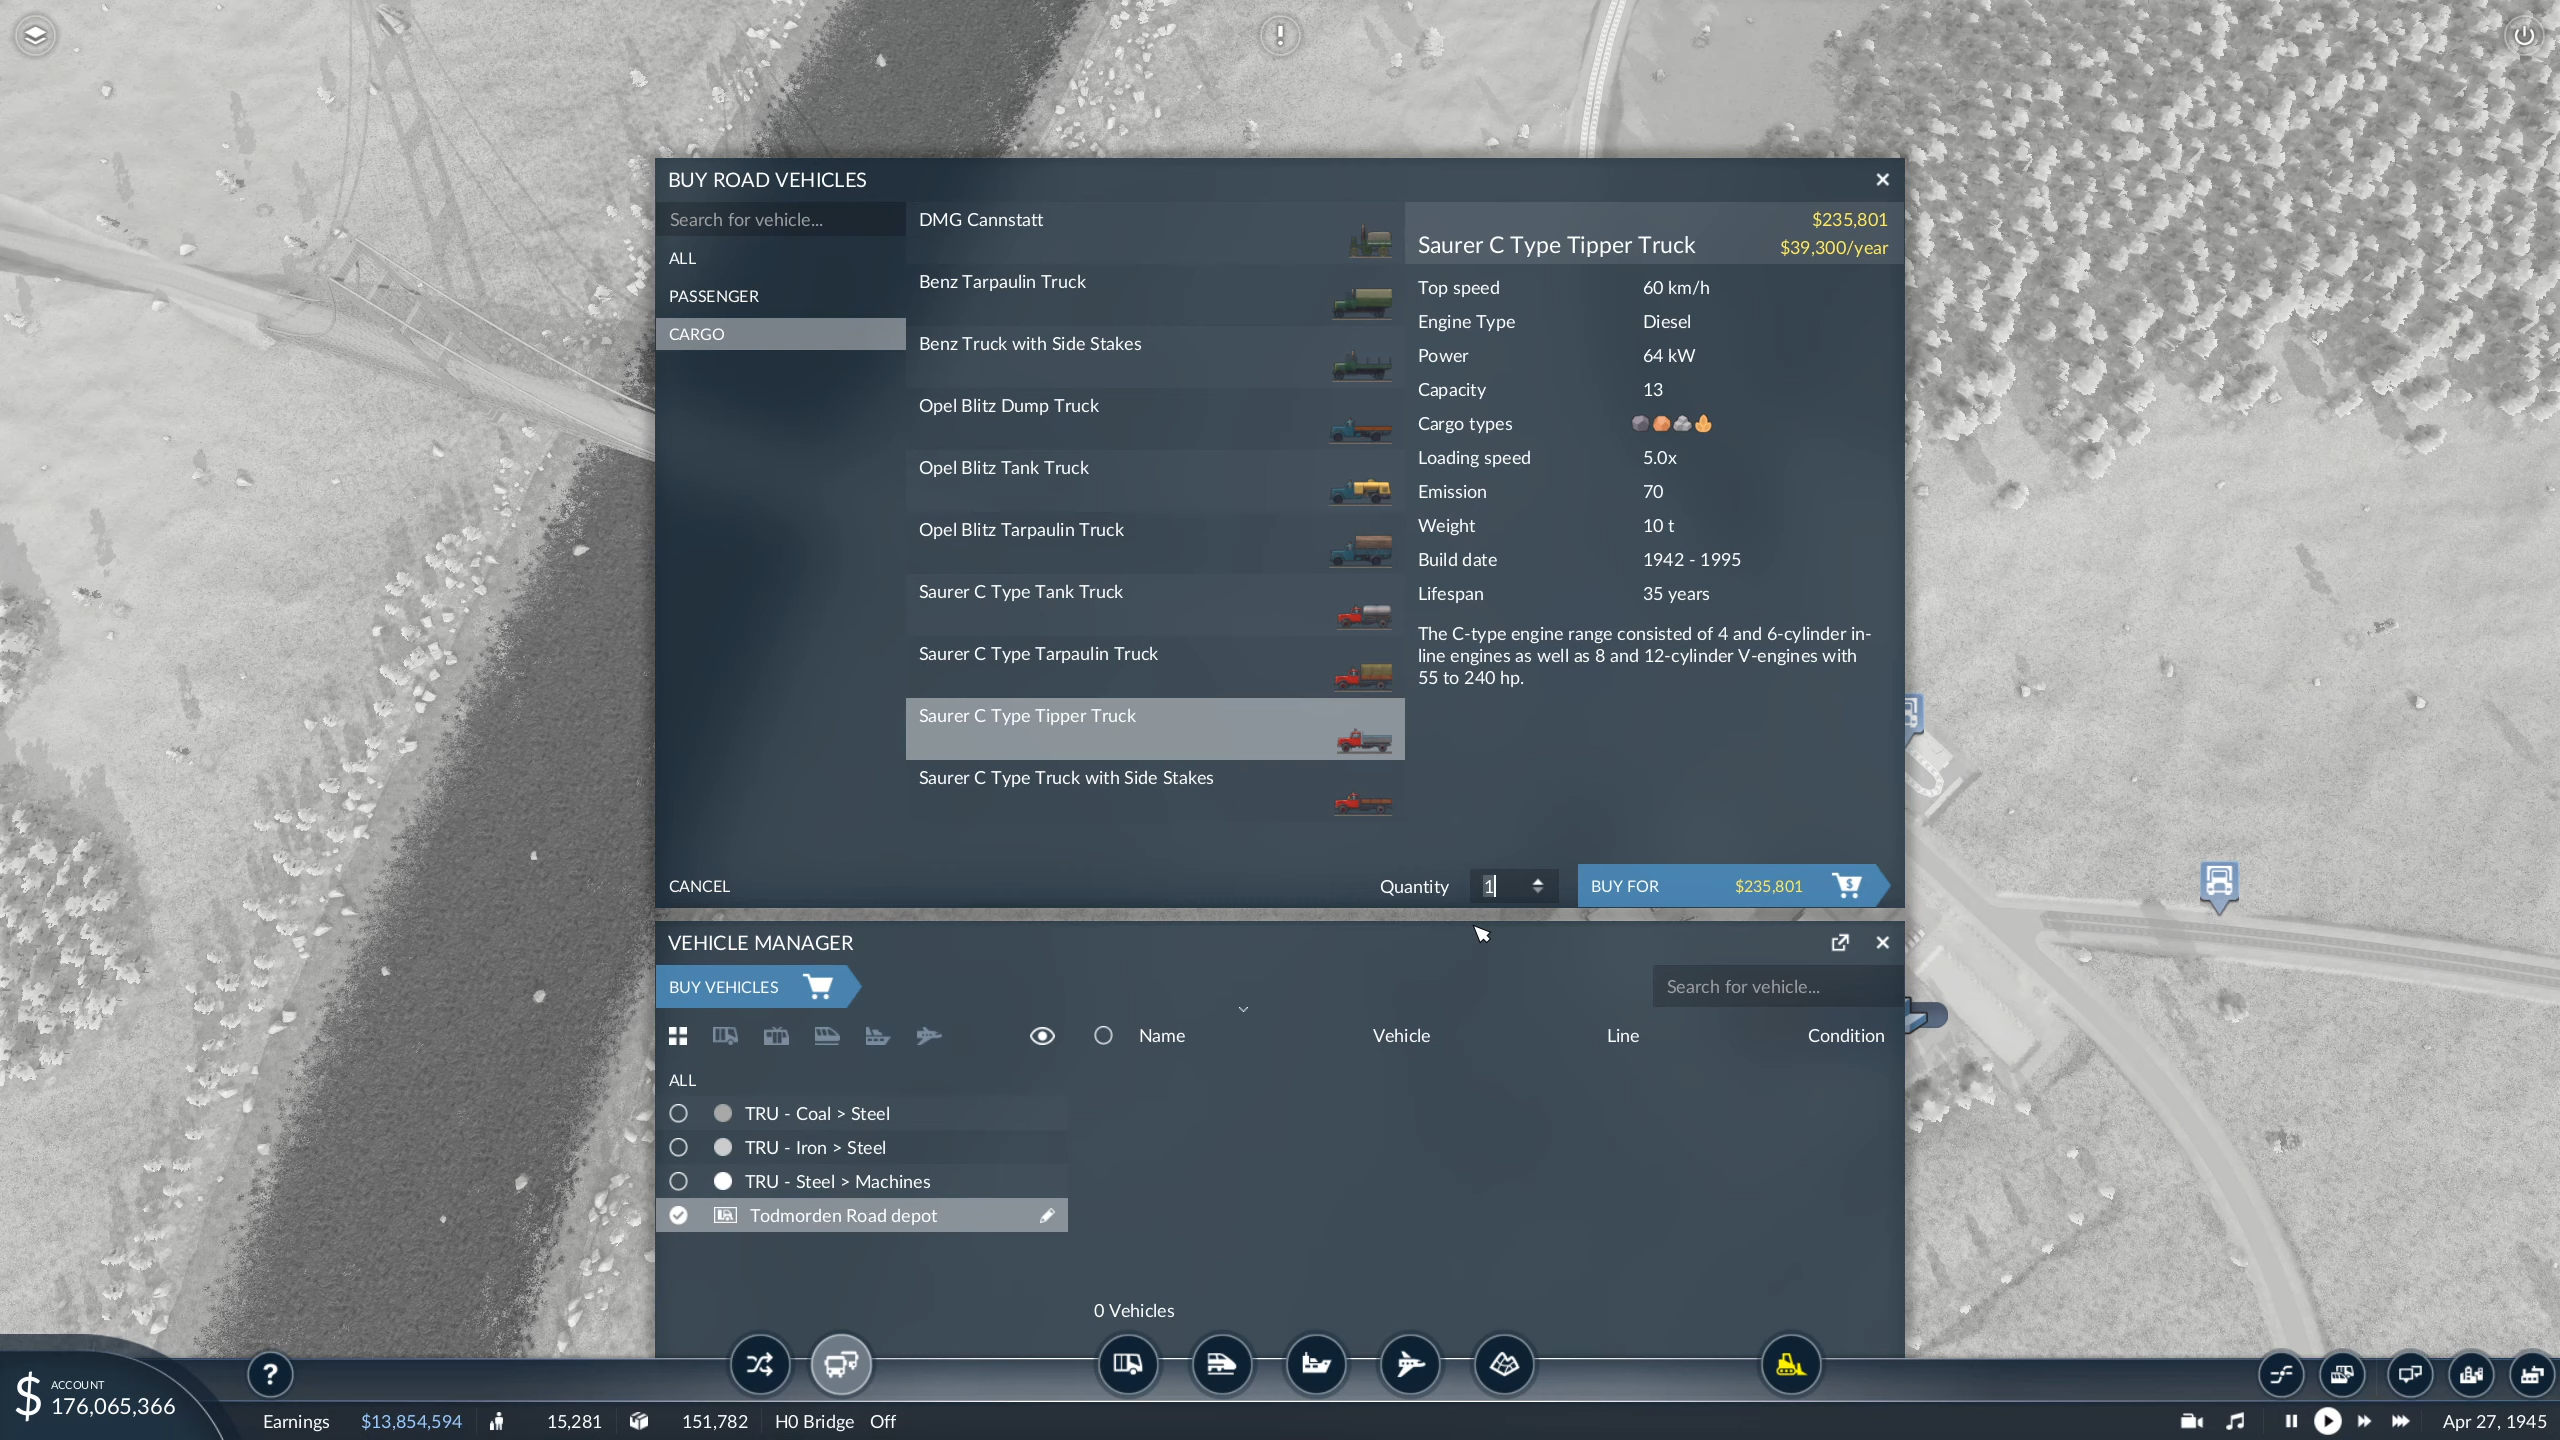 BUY ROAD VEHICLES
Search for vehicle...
ALL
PASSENGER
CARGO
DMG Cannstatt
Benz Tarpaulin Truck
Benz Truck with Side Stakes
Opel Blitz Dump Truck
Opel Blitz Tank Truck
Opel Blitz Tarpaulin Truck
Saurer C Type Tank Truck
Saurer C Type Tarpaulin Truck
Saurer C Type Tipper Truck
Saurer C Type Truck with Side Stakes
$235,801
Saurer C Type Tipper Truck $39,300/year
Top speed 60 km/h
Engine Type Diesel
Power 64 kW
Capacity 13
Cargo types
Loading speed 5.0x
Emission 70
Weight 10 t
Build date 1942 - 1995
Lifespan 35 years
The C-type engine range consisted of 4 and 6-cylinder in-
line engines as well as 8 and 12-cylinder V-engines with
55 to 240 hp.
CANCEL Quantity 1 BUY FOR $235,801
VEHICLE MANAGER
BUY VEHICLES Search for vehicle...
Name Vehicle Line Condition
ALL
TRU - Coal > Steel
TRU - Iron > Steel
TRU - Steel > Machines
Todmorden Road depot
0 Vehicles
ACCOUNT
$ 176,065,366
Earnings $13,854,594 15,281 151,782 H0 Bridge Off Apr 27, 1945